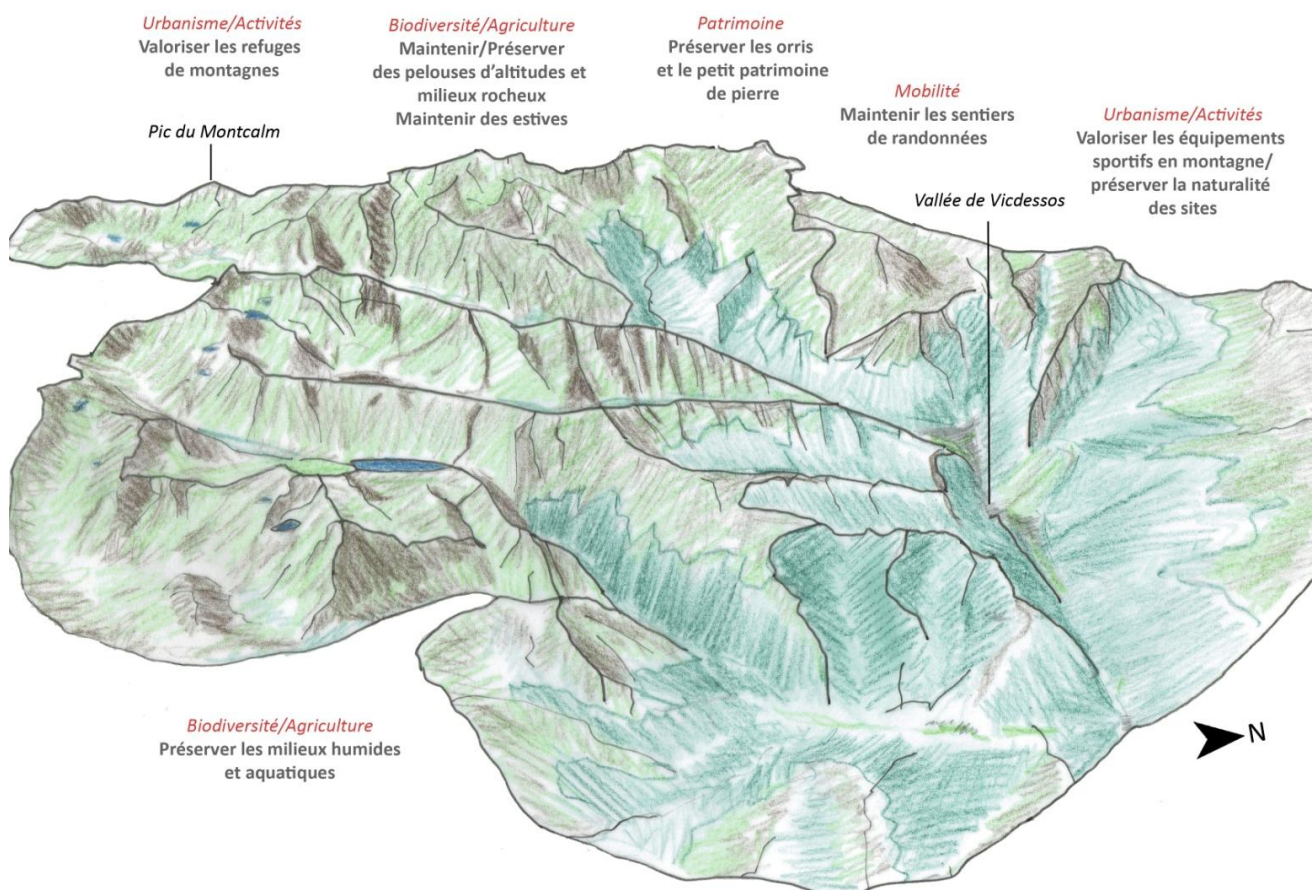 Urbanisme/Activités
Valoriser les refuges
de montagnes
Biodiversité/Agriculture
Maintenir/Préserver
des pelouses d’altitudes et
milieux rocheux
Maintenir des estives
Patrimoine
Préserver les orris
et le petit patrimoine
de pierre
Mobilité
Maintenir les sentiers
de randonnées
Urbanisme/Activités
Valoriser les équipements
sportifs en montagne/
préserver la naturalité
des sites
Pic du Montcalm
Vallée de Vicdessos
Biodiversité/Agriculture
Préserver les milieux humides
et aquatiques
N